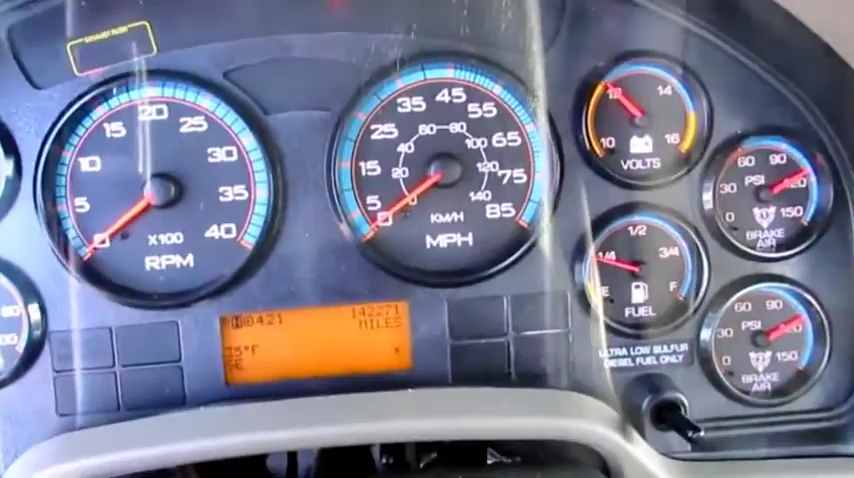 EXHAUST FILTER
0
5
10
15
20
25
30
35
40
X100
RPM
0
5
15
25
35
45
55
65
75
85
20
40
60
80
100
120
140
KM/H
MPH
10
12
14
16
VOLTS
E
1/4
1/2
3/4
F
FUEL
0
30
60
90
120
150
PSI
BRAKE
AIR
0
30
60
90
120
150
PSI
BRAKE
AIR
ULTRA LOW SULFUR
DIESEL FUEL ONLY
142271
MILES
°F
E